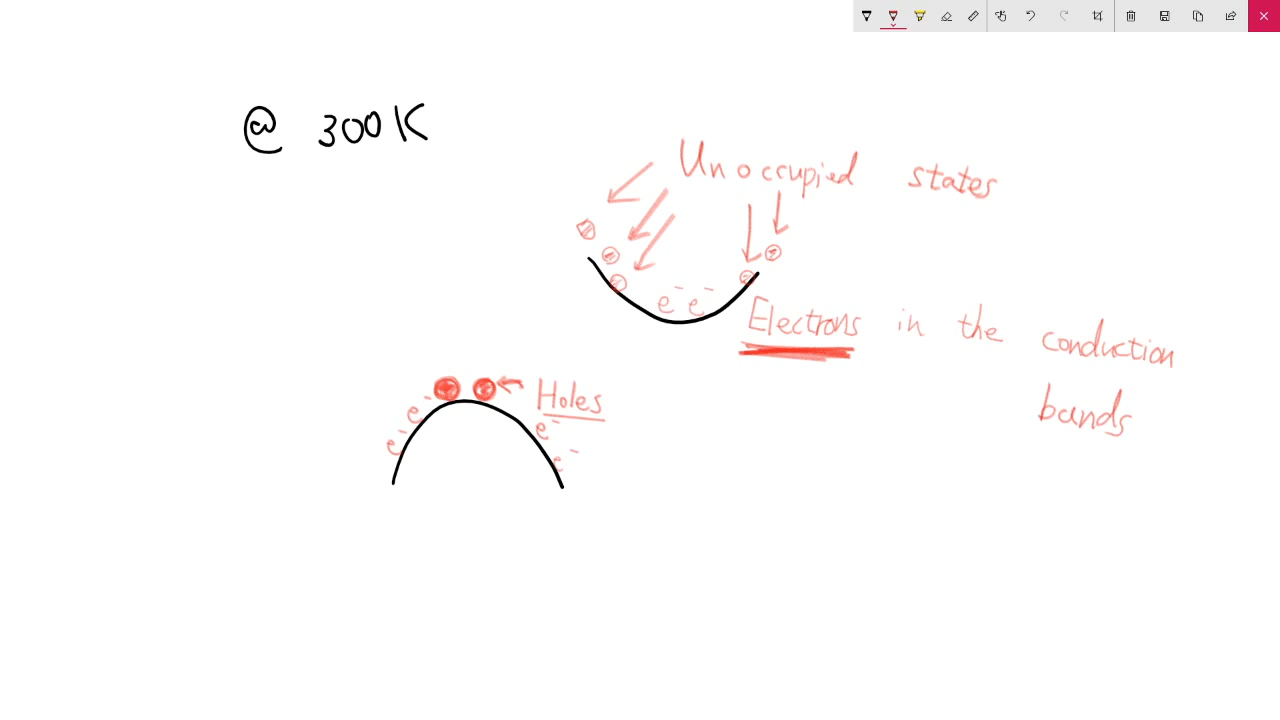 @ 300K
Unoccupied states
e⁻ e⁻
Electrons in the conduction
bands
Holes
e⁻
e⁻
e⁻
e⁻